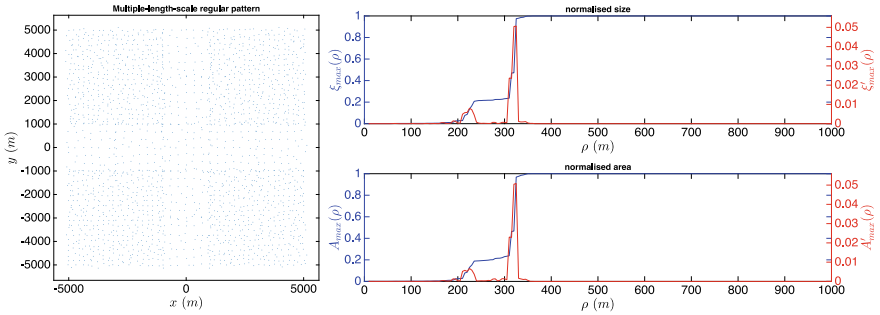 Multiple-length-scale regular pattern
5000
4000
3000
2000
1000
0
-1000
-2000
-3000
-4000
-5000
y (m)
-5000 0 5000
x (m)
normalised size
1
0.8
0.6
0.4
0.2
0
ξmax(ρ)
0.05
0.04
0.03
0.02
0.01
0
ξ′max(ρ)
0 100 200 300 400 500 600 700 800 900 1000
ρ (m)
normalised area
1
0.8
0.6
0.4
0.2
0
Amax(ρ)
0.05
0.04
0.03
0.02
0.01
0
A′max(ρ)
0 100 200 300 400 500 600 700 800 900 1000
ρ (m)